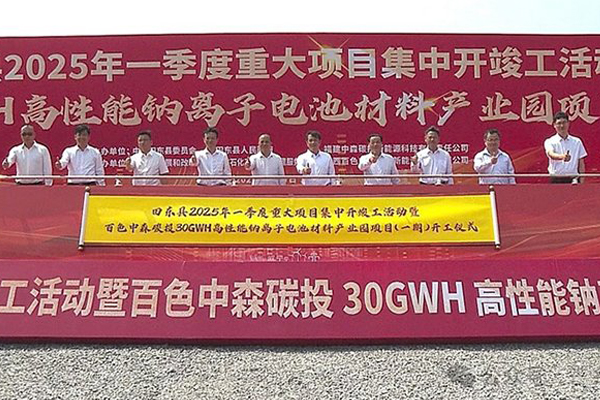 县2025年一季度重大项目集中开竣工活动
H高性能钠离子电池材料产业园项
田东县2025年一季度重大项目集中开竣工活动暨
百色中森碳投30GWH高性能钠离子电池材料产业园项目(一期)开工仪式
工活动暨百色中森碳投 30GWH 高性能钠